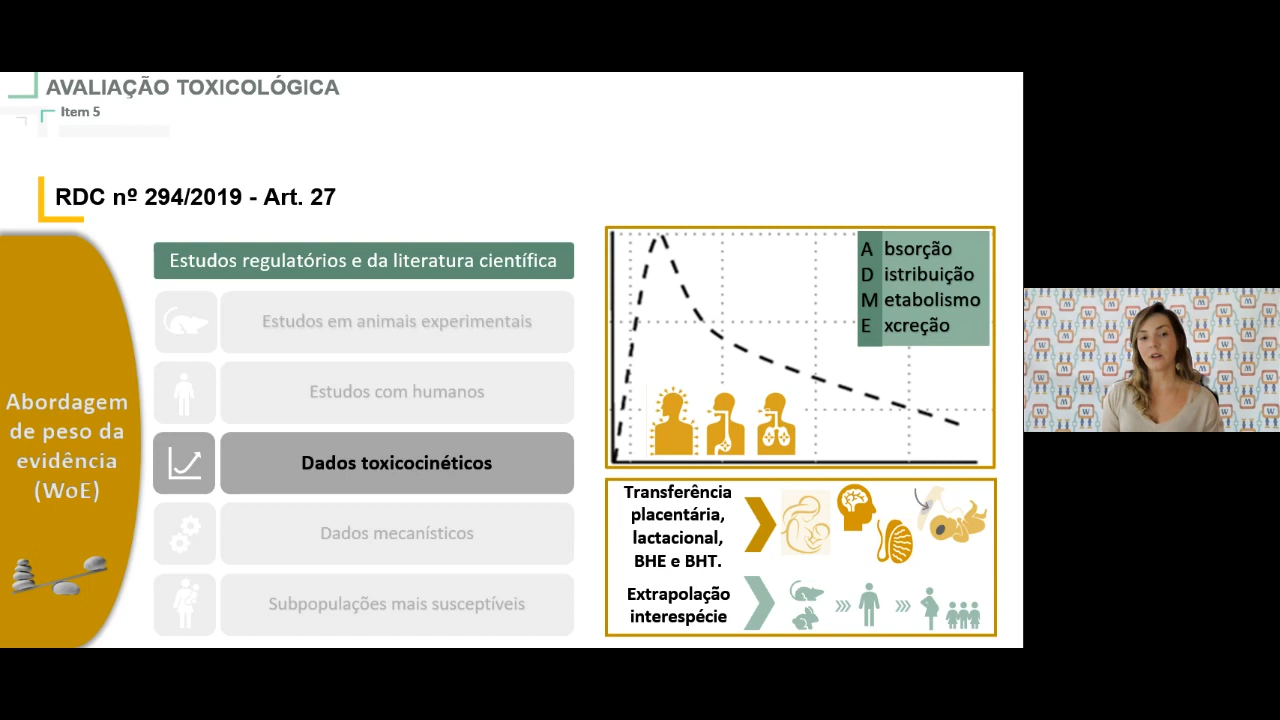 AVALIAÇÃO TOXICOLÓGICA
Item 5
RDC nº 294/2019 - Art. 27
Abordagem
de peso da
evidência
(WoE)
Estudos regulatórios e da literatura científica
Estudos em animais experimentais
Estudos com humanos
Dados toxicocinéticos
Dados mecanísticos
Subpopulações mais susceptíveis
A bsorção
D istribuição
M etabolismo
E xcreção
Transferência
placentária,
lactacional,
BHE e BHT.
Extrapolação
interespécie